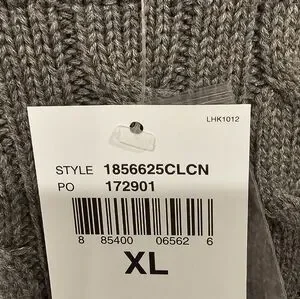 LHK1012
STYLE 1856625CLCN
PO 172901
8 85400 06562 6
XL